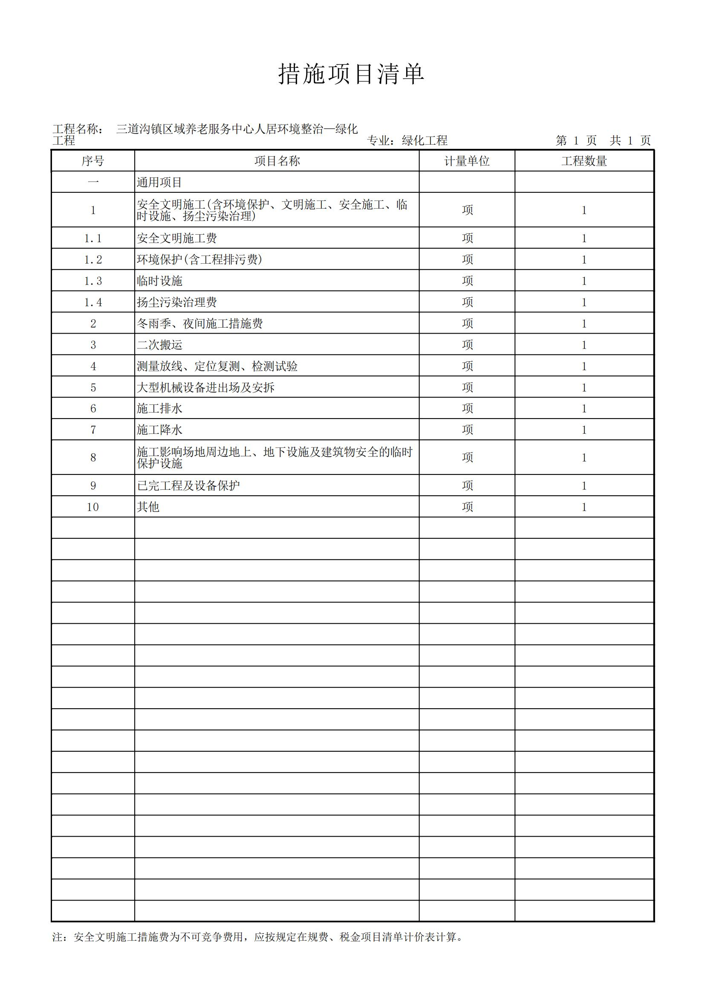 措施项目清单
工程名称： 三道沟镇区域养老服务中心人居环境整治—绿化
工程 专业：绿化工程 第 1 页 共 1 页
序号 项目名称 计量单位 工程数量
一 通用项目
1 安全文明施工(含环境保护、文明施工、安全施工、临
时设施、扬尘污染治理) 项 1
1.1 安全文明施工费 项 1
1.2 环境保护(含工程排污费) 项 1
1.3 临时设施 项 1
1.4 扬尘污染治理费 项 1
2 冬雨季、夜间施工措施费 项 1
3 二次搬运 项 1
4 测量放线、定位复测、检测试验 项 1
5 大型机械设备进出场及安拆 项 1
6 施工排水 项 1
7 施工降水 项 1
8 施工影响场地周边地上、地下设施及建筑物安全的临时
保护设施 项 1
9 已完工程及设备保护 项 1
10 其他 项 1
注：安全文明施工措施费为不可竞争费用，应按规定在规费、税金项目清单计价表计算。